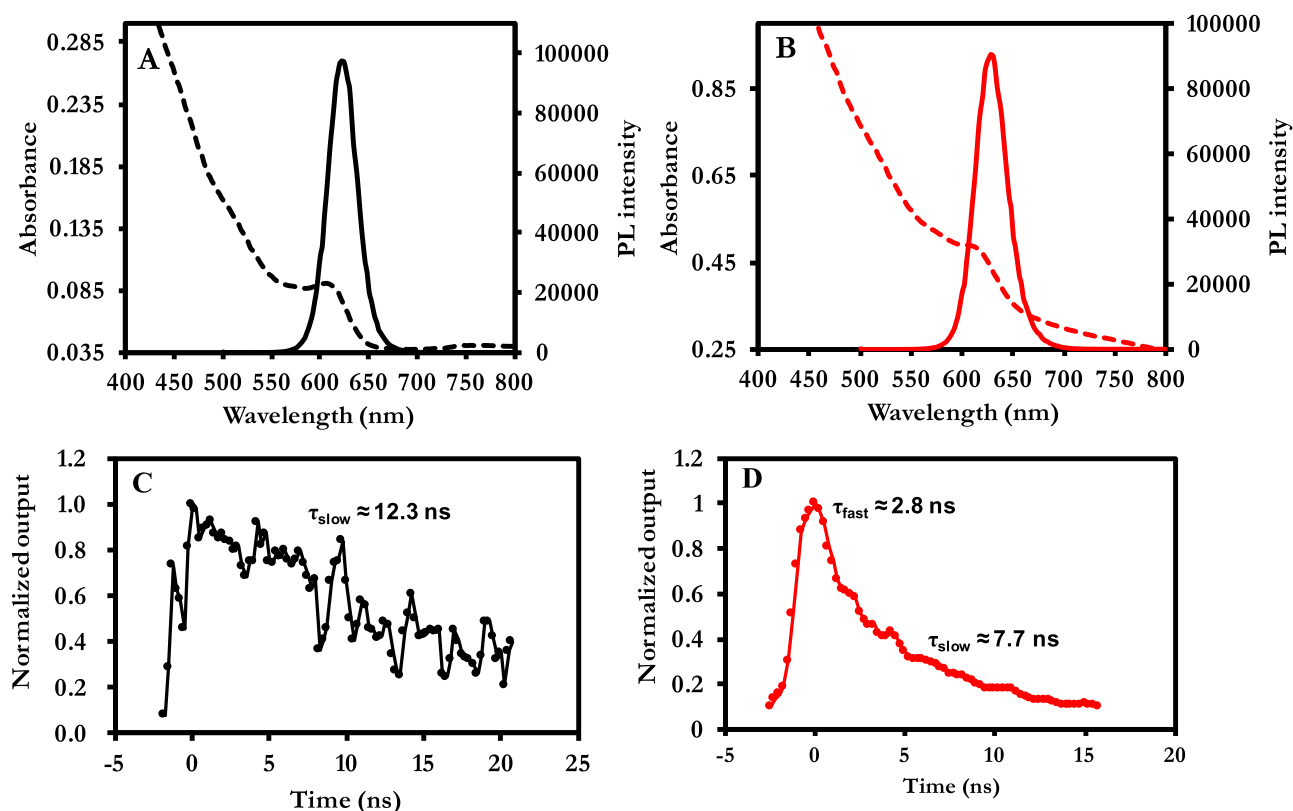 A
0.285
0.235
0.185
0.135
0.085
0.035
Absorbance
100000
80000
60000
40000
20000
0
PL intensity
400 450 500 550 600 650 700 750 800
Wavelength (nm)
B
0.85
0.65
0.45
0.25
Absorbance
100000
80000
60000
40000
20000
0
PL intensity
400 450 500 550 600 650 700 750 800
Wavelength (nm)
C
1.2
1.0
0.8
0.6
0.4
0.2
0.0
Normalized output
τslow ≈ 12.3 ns
-5 0 5 10 15 20 25
Time (ns)
D
1.2
1
0.8
0.6
0.4
0.2
0
Normalized output
τfast ≈ 2.8 ns
τslow ≈ 7.7 ns
-5 0 5 10 15 20
Time (ns)